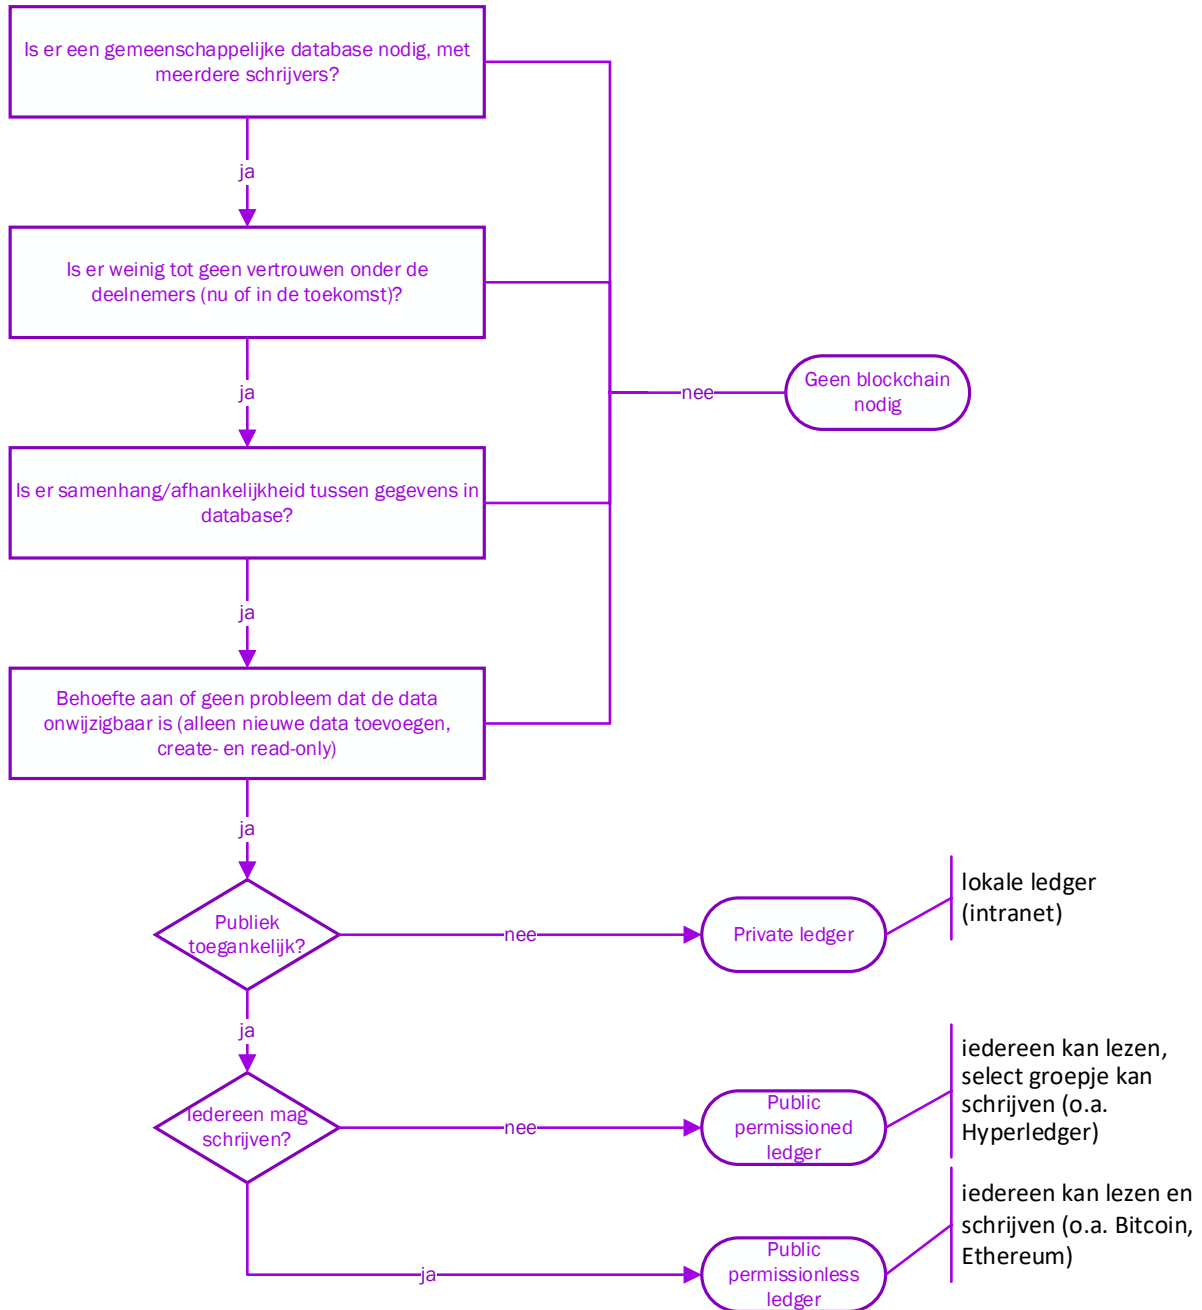 Is er een gemeenschappelijke database nodig, met
meerdere schrijvers?
ja
Is er weinig tot geen vertrouwen onder de
deelnemers (nu of in de toekomst)?
ja
nee
Geen blockchain
nodig
Is er samenhang/afhankelijkheid tussen gegevens in
database?
ja
Behoefte aan of geen probleem dat de data
onwijzigbaar is (alleen nieuwe data toevoegen,
create- en read-only)
ja
Publiek
toegankelijk?
nee
Private ledger
lokale ledger
(intranet)
ja
Iedereen mag
schrijven?
nee
Public
permissioned
ledger
iedereen kan lezen,
select groepje kan
schrijven (o.a.
Hyperledger)
ja
Public
permissionless
ledger
iedereen kan lezen en
schrijven (o.a. Bitcoin,
Ethereum)